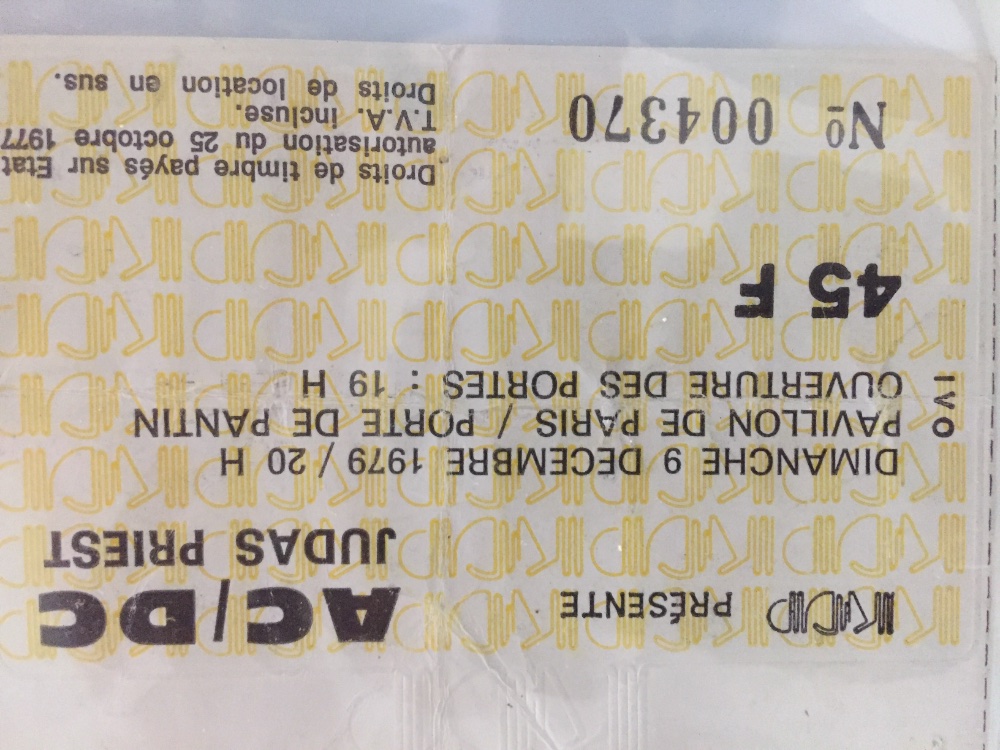 KCP PRÉSENTE
AC/DC
JUDAS PRIEST
DIMANCHE 9 DECEMBRE 1979 / 20 H
PAVILLON DE PARIS / PORTE DE PANTIN
OUVERTURE DES PORTES : 19 H
45 F
Droits de timbre payés sur Etat
autorisation du 25 octobre 1977
T.V.A. incluse.
Droits de location en sus.
Nº 004370